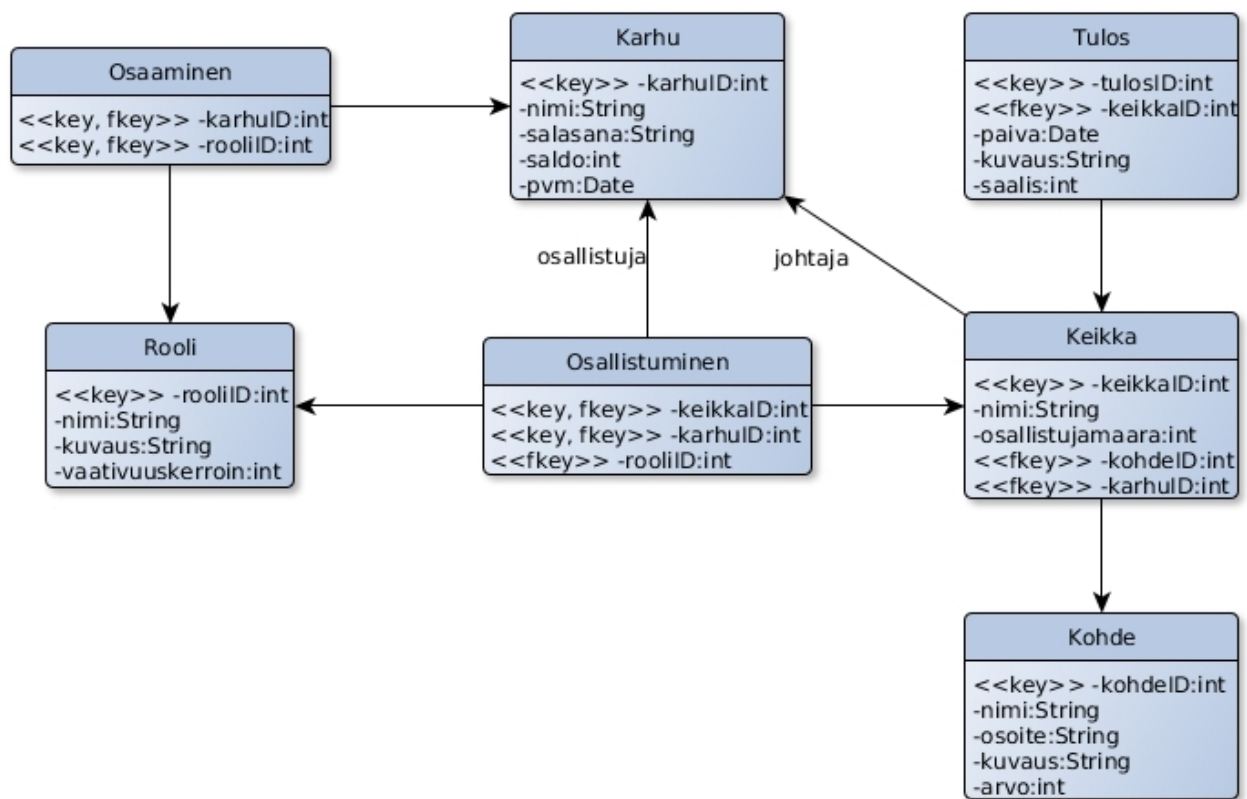 Osaaminen
<<key, fkey>> -karhuID:int
<<key, fkey>> -rooliID:int
Karhu
<<key>> -karhuID:int
-nimi:String
-salasana:String
-saldo:int
-pvm:Date
Tulos
<<key>> -tulosID:int
<<fkey>> -keikkaID:int
-paiva:Date
-kuvaus:String
-saalis:int
osallistuja
johtaja
Rooli
<<key>> -rooliID:int
-nimi:String
-kuvaus:String
-vaativuuskerroin:int
Osallistuminen
<<key, fkey>> -keikkaID:int
<<key, fkey>> -karhuID:int
<<fkey>> -rooliID:int
Keikka
<<key>> -keikkaID:int
-nimi:String
-osallistujamaara:int
<<fkey>> -kohdeID:int
<<fkey>> -karhuID:int
Kohde
<<key>> -kohdeID:int
-nimi:String
-osoite:String
-kuvaus:String
-arvo:int